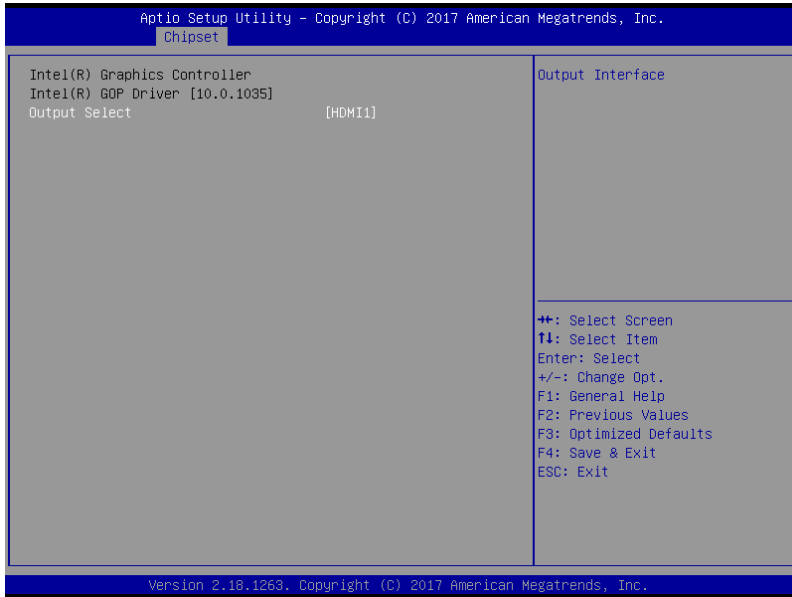 Aptio Setup Utility – Copyright (C) 2017 American Megatrends, Inc.
Chipset
Intel(R) Graphics Controller
Intel(R) GOP Driver [10.0.1035]
Output Select [HDMI1]
Output Interface
→←: Select Screen
↑↓: Select Item
Enter: Select
+/-: Change Opt.
F1: General Help
F2: Previous Values
F3: Optimized Defaults
F4: Save & Exit
ESC: Exit
Version 2.18.1263. Copyright (C) 2017 American Megatrends, Inc.